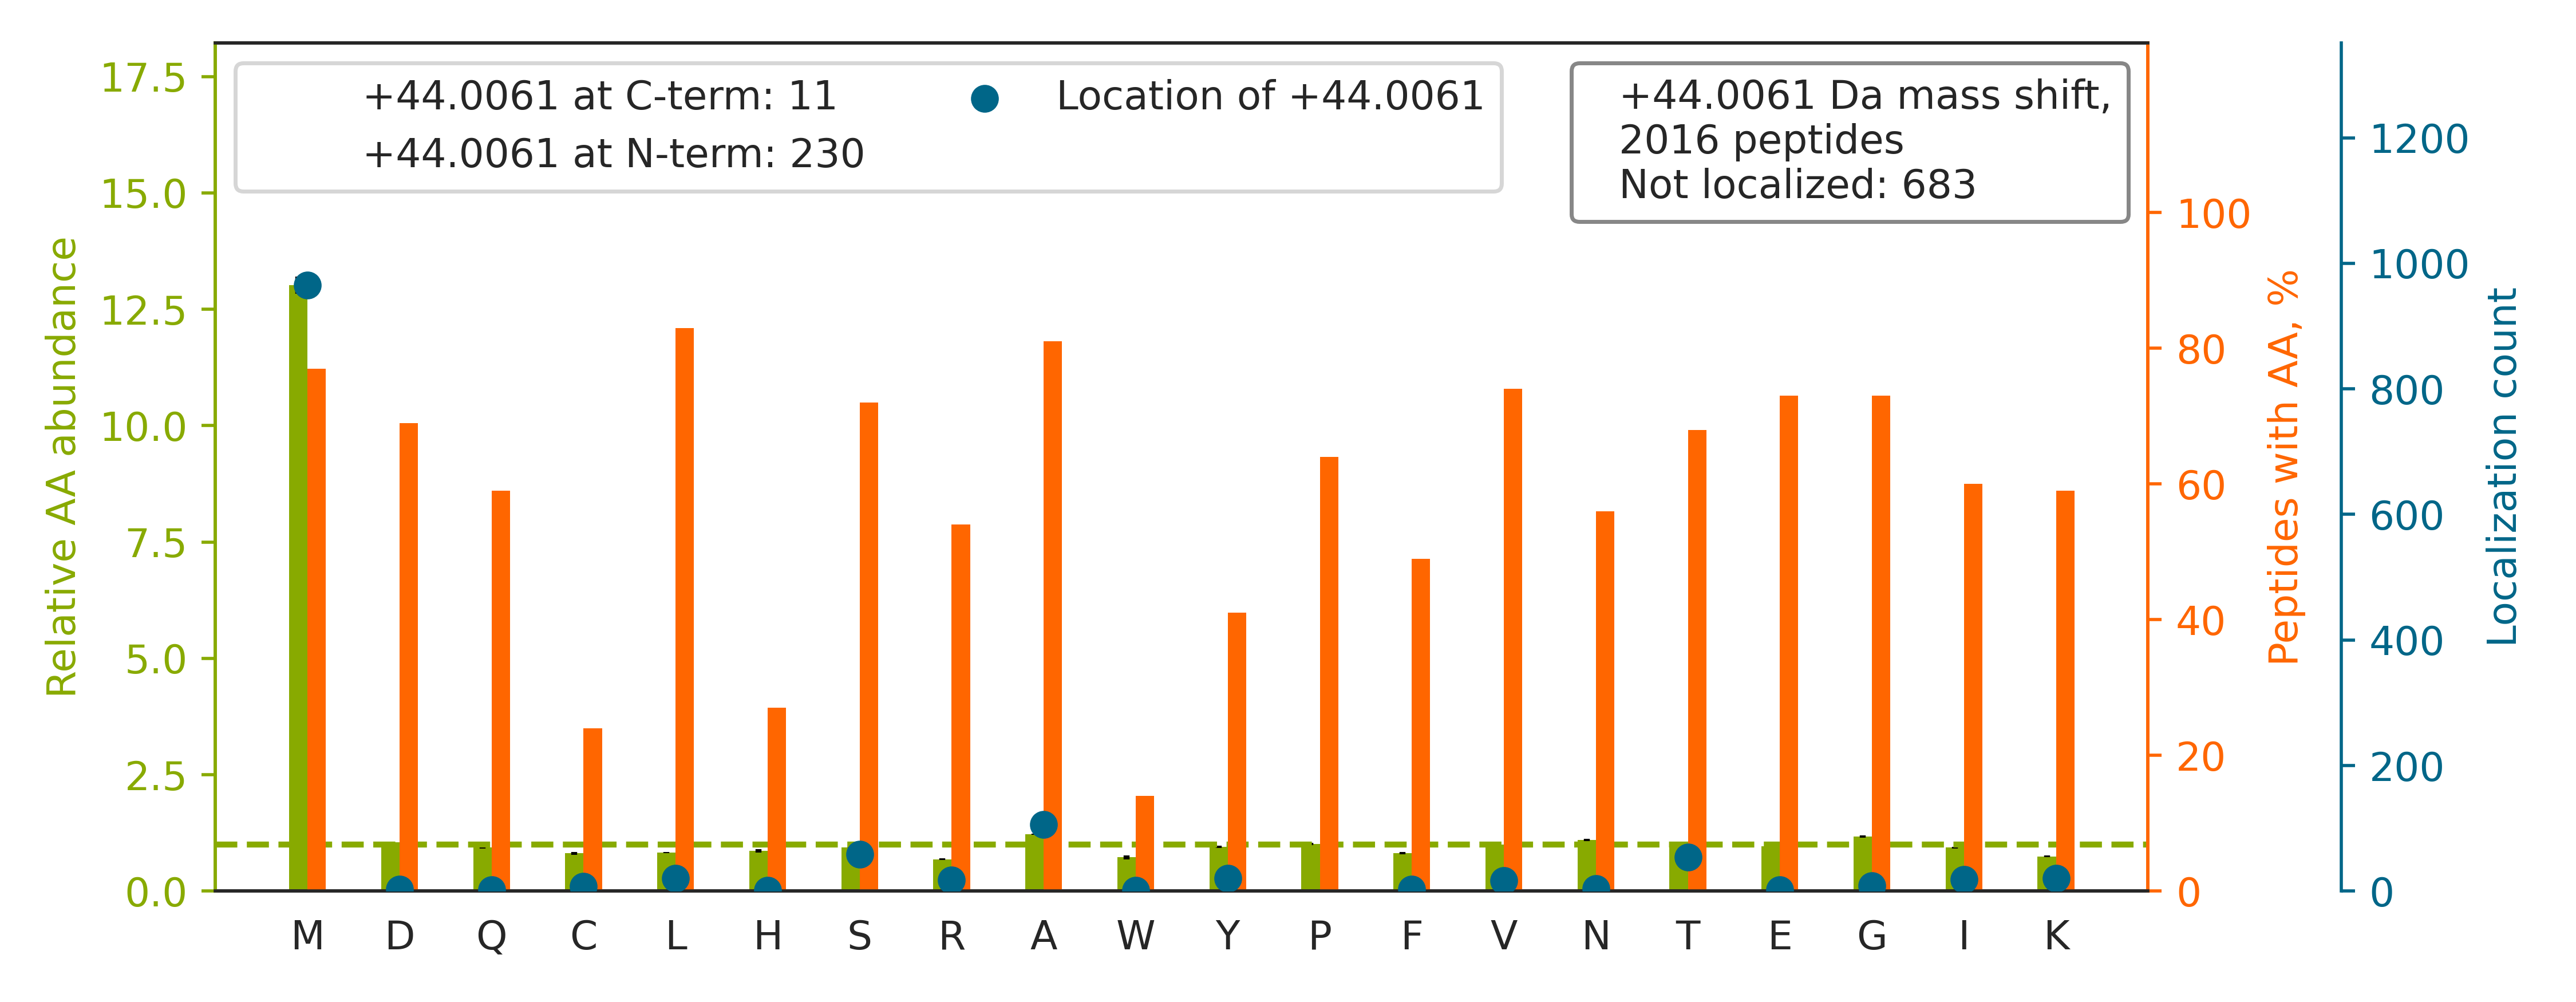 +44.0061 at C-term: 11
+44.0061 at N-term: 230
Location of +44.0061
+44.0061 Da mass shift,
2016 peptides
Not localized: 683
Relative AA abundance
17.5
15.0
12.5
10.0
7.5
5.0
2.5
0.0
100
80
60
40
20
0
Peptides with AA, %
1200
1000
800
600
400
200
0
Localization count
M D Q C L H S R A W Y P F V N T E G I K